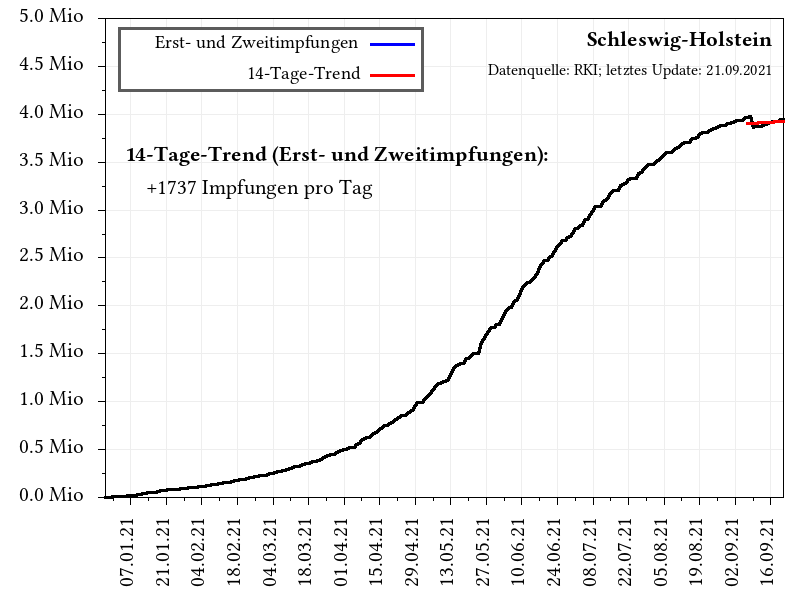 5.0 Mio
4.5 Mio
4.0 Mio
3.5 Mio
3.0 Mio
2.5 Mio
2.0 Mio
1.5 Mio
1.0 Mio
0.5 Mio
0.0 Mio
Erst- und Zweitimpfungen
14-Tage-Trend
Schleswig-Holstein
Datenquelle: RKI; letztes Update: 21.09.2021
14-Tage-Trend (Erst- und Zweitimpfungen):
+1737 Impfungen pro Tag
07.01.21
21.01.21
04.02.21
18.02.21
04.03.21
18.03.21
01.04.21
15.04.21
29.04.21
13.05.21
27.05.21
10.06.21
24.06.21
08.07.21
22.07.21
05.08.21
19.08.21
02.09.21
16.09.21